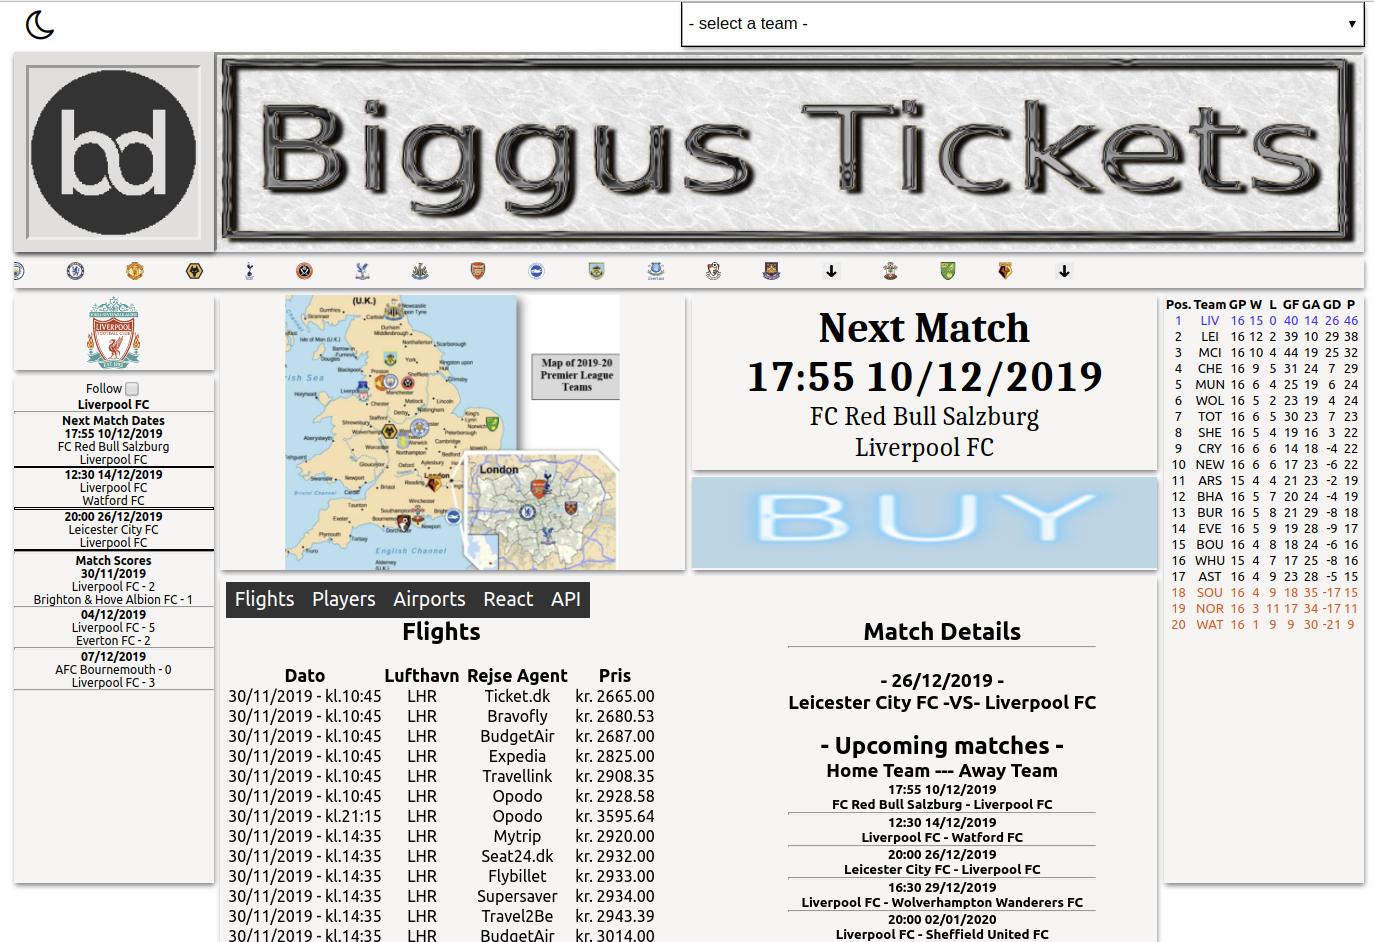 - select a team -
bd
Biggus Tickets
LIVERPOOL
FOOTBALL CLUB
Follow
Liverpool FC
Next Match Dates
17:55 10/12/2019
FC Red Bull Salzburg
Liverpool FC
12:30 14/12/2019
Liverpool FC
Watford FC
20:00 26/12/2019
Leicester City FC
Liverpool FC
Match Scores
30/11/2019
Liverpool FC - 2
Brighton & Hove Albion FC - 1
04/12/2019
Liverpool FC - 5
Everton FC - 2
07/12/2019
AFC Bournemouth - 0
Liverpool FC - 3
(U.K.)
Map of 2019-20
Premier League
Teams
London
English Channel
Next Match
17:55 10/12/2019
FC Red Bull Salzburg
Liverpool FC
BUY
Flights Players Airports React API
Flights
Dato Lufthavn Rejse Agent Pris
30/11/2019 - kl.10:45 LHR Ticket.dk kr. 2665.00
30/11/2019 - kl.10:45 LHR Bravofly kr. 2680.53
30/11/2019 - kl.10:45 LHR BudgetAir kr. 2687.00
30/11/2019 - kl.10:45 LHR Expedia kr. 2825.00
30/11/2019 - kl.10:45 LHR Travellink kr. 2908.35
30/11/2019 - kl.10:45 LHR Opodo kr. 2928.58
30/11/2019 - kl.21:15 LHR Opodo kr. 3595.64
30/11/2019 - kl.14:35 LHR Mytrip kr. 2920.00
30/11/2019 - kl.14:35 LHR Seat24.dk kr. 2932.00
30/11/2019 - kl.14:35 LHR Flybillet kr. 2933.00
30/11/2019 - kl.14:35 LHR Supersaver kr. 2934.00
30/11/2019 - kl.14:35 LHR Travel2Be kr. 2943.39
30/11/2019 - kl.14:35 LHR BudgetAir kr. 3014.00
Match Details
- 26/12/2019 -
Leicester City FC -VS- Liverpool FC
- Upcoming matches -
Home Team --- Away Team
17:55 10/12/2019
FC Red Bull Salzburg - Liverpool FC
12:30 14/12/2019
Liverpool FC - Watford FC
20:00 26/12/2019
Leicester City FC - Liverpool FC
16:30 29/12/2019
Liverpool FC - Wolverhampton Wanderers FC
20:00 02/01/2020
Liverpool FC - Sheffield United FC
Pos. Team GP W L GF GA GD P
1 LIV 16 15 0 40 14 26 46
2 LEI 16 12 2 39 10 29 38
3 MCI 16 10 4 44 19 25 32
4 CHE 16 9 5 31 24 7 29
5 MUN 16 6 4 25 19 6 24
6 WOL 16 5 2 23 19 4 24
7 TOT 16 6 5 30 23 7 23
8 SHE 16 5 4 19 16 3 22
9 CRY 16 6 6 14 18 -4 22
10 NEW 16 6 6 17 23 -6 22
11 ARS 15 4 4 21 23 -2 19
12 BHA 16 5 7 20 24 -4 19
13 BUR 16 5 8 21 29 -8 18
14 EVE 16 5 9 19 28 -9 17
15 BOU 16 4 8 18 24 -6 16
16 WHU 15 4 7 17 25 -8 16
17 AST 16 4 9 23 28 -5 15
18 SOU 16 4 9 18 35 -17 15
19 NOR 16 3 11 17 34 -17 11
20 WAT 16 1 9 9 30 -21 9